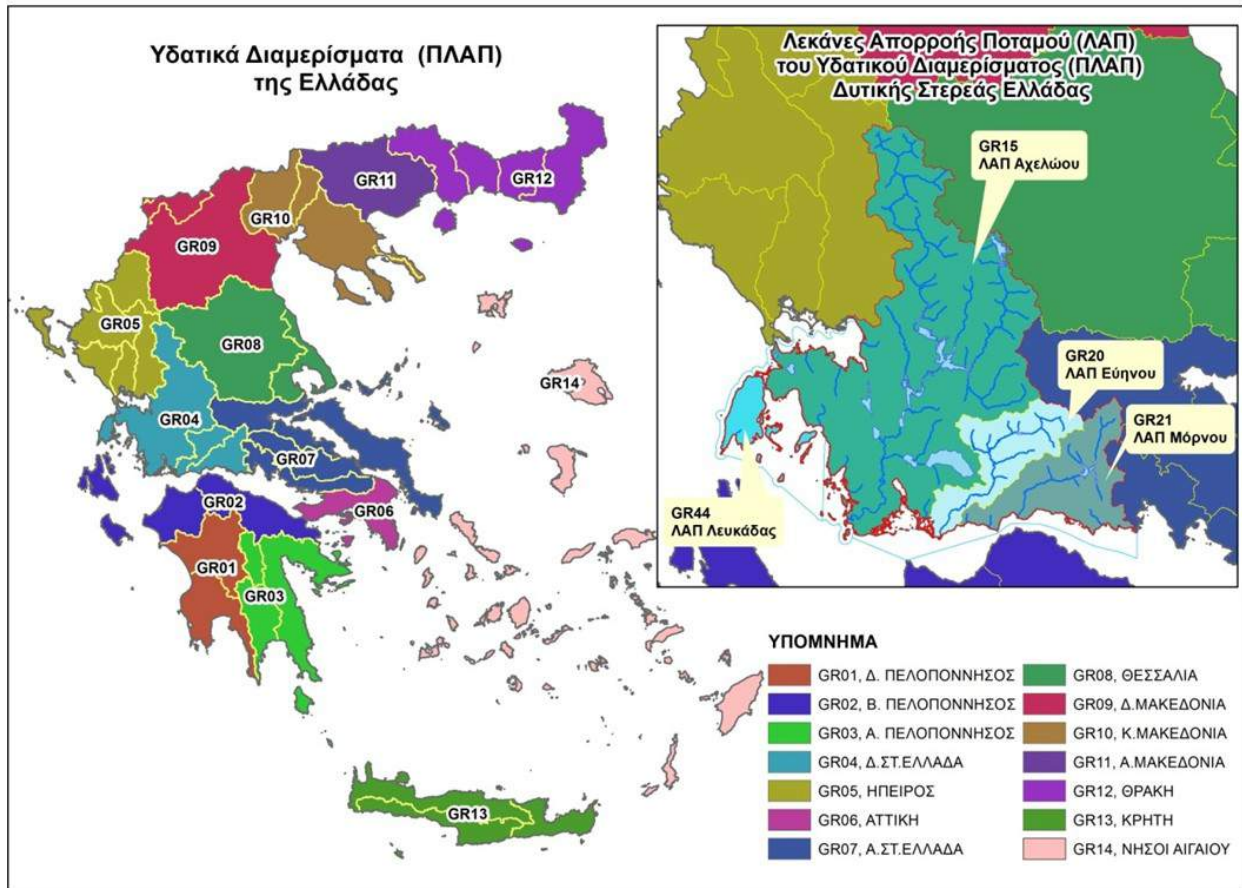 Υδατικά Διαμερίσματα (ΠΛΑΠ)
της Ελλάδας
GR11
GR12
GR10
GR09
GR05
GR08
GR14
GR04
GR07
GR02
GR06
GR01
GR03
GR13
Λεκάνες Απορροής Ποταμού (ΛΑΠ)
του Υδατικού Διαμερίσματος (ΠΛΑΠ)
Δυτικής Στερεάς Ελλάδας
GR15
ΛΑΠ Αχελώου
GR20
ΛΑΠ Εύηνου
GR21
ΛΑΠ Μόρνου
GR44
ΛΑΠ Λευκάδας
ΥΠΟΜΝΗΜΑ
GR01, Δ. ΠΕΛΟΠΟΝΝΗΣΟΣ
GR02, Β. ΠΕΛΟΠΟΝΝΗΣΟΣ
GR03, Α. ΠΕΛΟΠΟΝΝΗΣΟΣ
GR04, Δ.ΣΤ.ΕΛΛΑΔΑ
GR05, ΗΠΕΙΡΟΣ
GR06, ΑΤΤΙΚΗ
GR07, Α.ΣΤ.ΕΛΛΑΔΑ
GR08, ΘΕΣΣΑΛΙΑ
GR09, Δ.ΜΑΚΕΔΟΝΙΑ
GR10, Κ.ΜΑΚΕΔΟΝΙΑ
GR11, Α.ΜΑΚΕΔΟΝΙΑ
GR12, ΘΡΑΚΗ
GR13, ΚΡΗΤΗ
GR14, ΝΗΣΟΙ ΑΙΓΑΙΟΥ